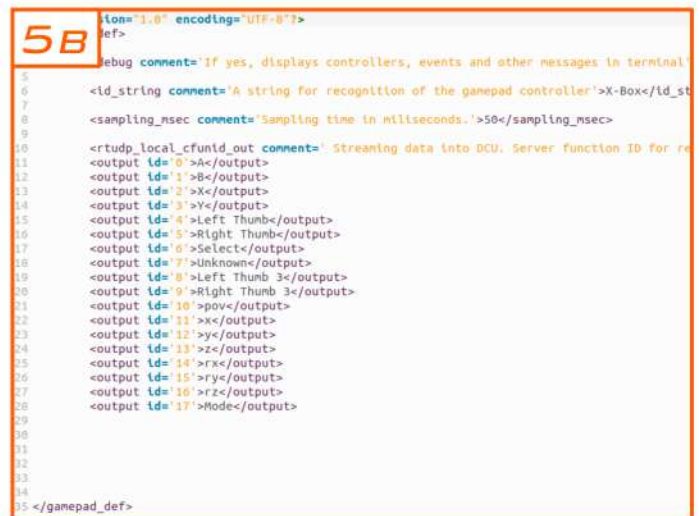 5B
sion="1.0" encoding="UTF-8"?>
def>
debug comment='If yes, displays controllers, events and other messages in terminal'
5
6 <id_string comment='A string for recognition of the gamepad controller'>X-Box</id_st
7
8 <sampling_msec comment='Sampling time in miliseconds.'>50</sampling_msec>
9
10 <rtudp_local_cfunid_out comment=' Streaming data into DCU. Server function ID for re
11 <output id='0'>A</output>
12 <output id='1'>B</output>
13 <output id='2'>X</output>
14 <output id='3'>Y</output>
15 <output id='4'>Left Thumb</output>
16 <output id='5'>Right Thumb</output>
17 <output id='6'>Select</output>
18 <output id='7'>Unknown</output>
19 <output id='8'>Left Thumb 3</output>
20 <output id='9'>Right Thumb 3</output>
21 <output id='10'>pov</output>
22 <output id='11'>x</output>
23 <output id='12'>y</output>
24 <output id='13'>z</output>
25 <output id='14'>rx</output>
26 <output id='15'>ry</output>
27 <output id='16'>rz</output>
28 <output id='17'>Mode</output>
29
30
31
32
33
34
35 </gamepad_def>